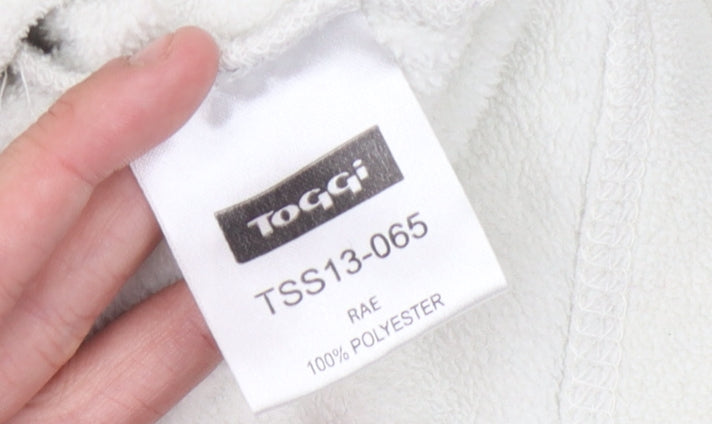 TOGGi
TSS13-065
RAE
100% POLYESTER